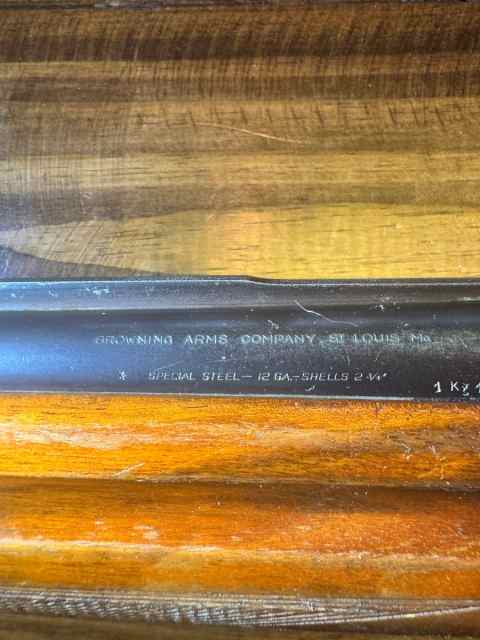 BROWNING ARMS COMPANY, ST. LOUIS, Mo
* SPECIAL STEEL—12 GA.—SHELLS 2 3/4"
1 Kg